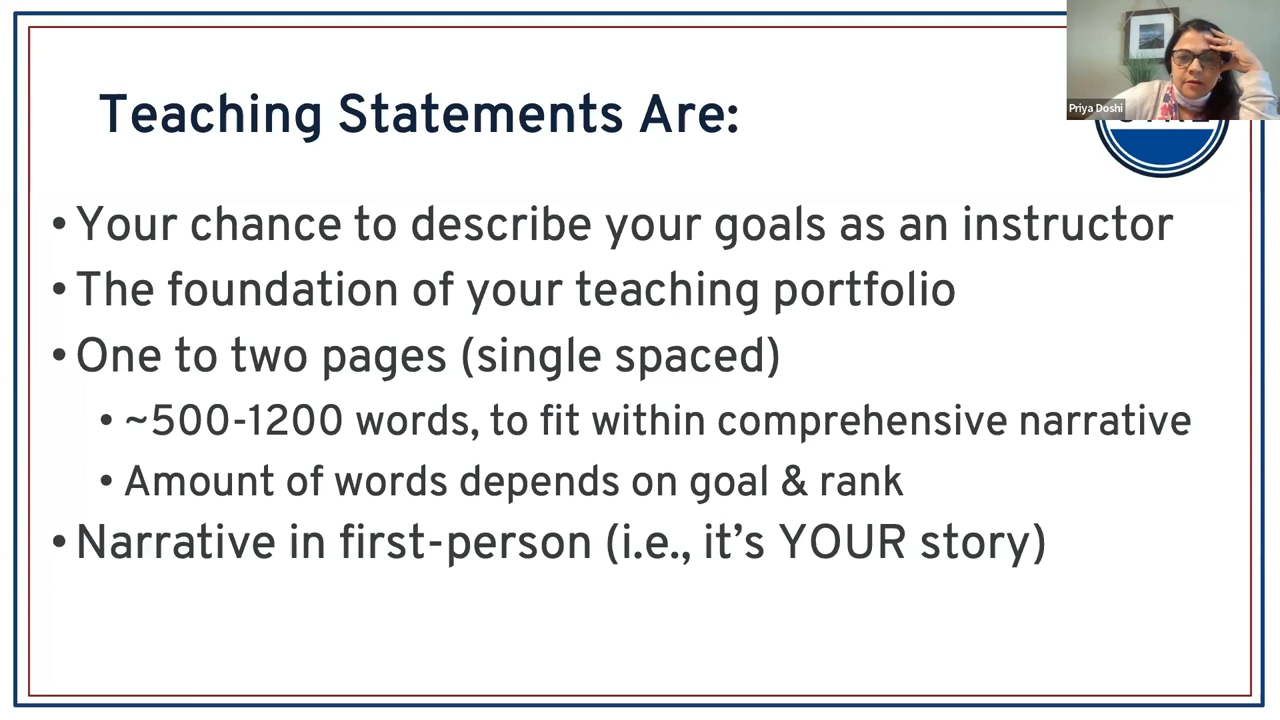 Teaching Statements Are:
Priya Doshi
• Your chance to describe your goals as an instructor
• The foundation of your teaching portfolio
• One to two pages (single spaced)
• ~500-1200 words, to fit within comprehensive narrative
• Amount of words depends on goal & rank
• Narrative in first-person (i.e., it’s YOUR story)